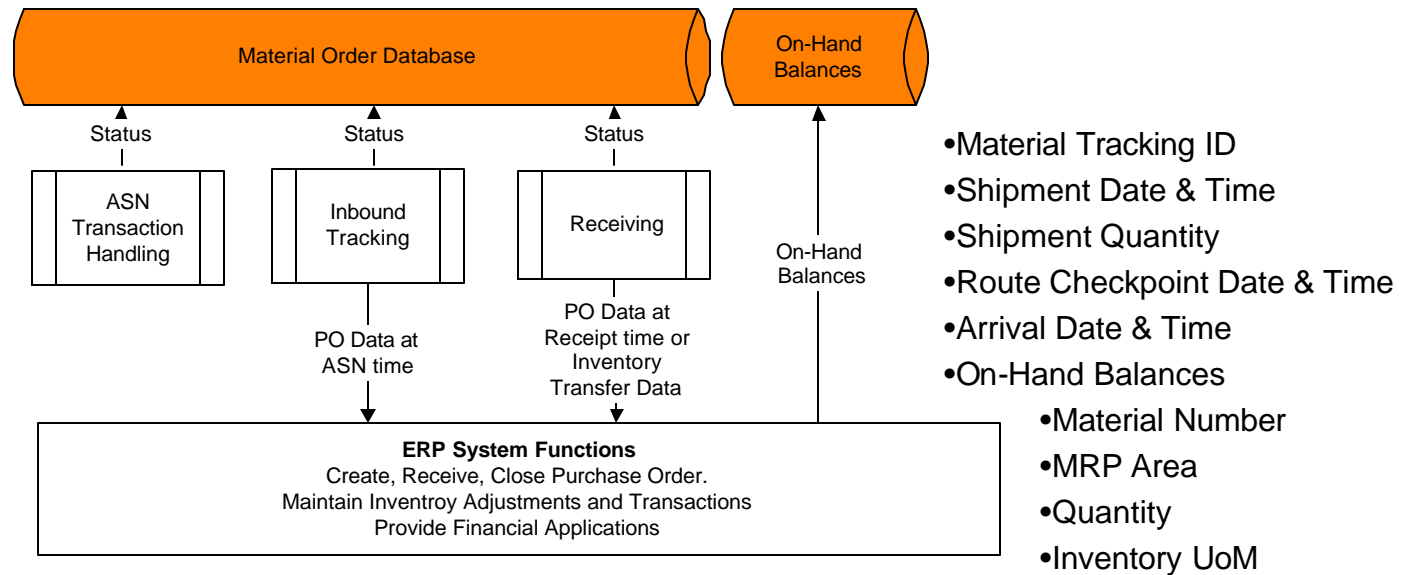 Material Order Database
On-Hand
Balances
Status
Status
Status
ASN
Transaction
Handling
Inbound
Tracking
Receiving
On-Hand
Balances
PO Data at
ASN time
PO Data at
Receipt time or
Inventory
Transfer Data
ERP System Functions
Create, Receive, Close Purchase Order.
Maintain Inventroy Adjustments and Transactions
Provide Financial Applications
•Material Tracking ID
•Shipment Date & Time
•Shipment Quantity
•Route Checkpoint Date & Time
•Arrival Date & Time
•On-Hand Balances
•Material Number
•MRP Area
•Quantity
•Inventory UoM